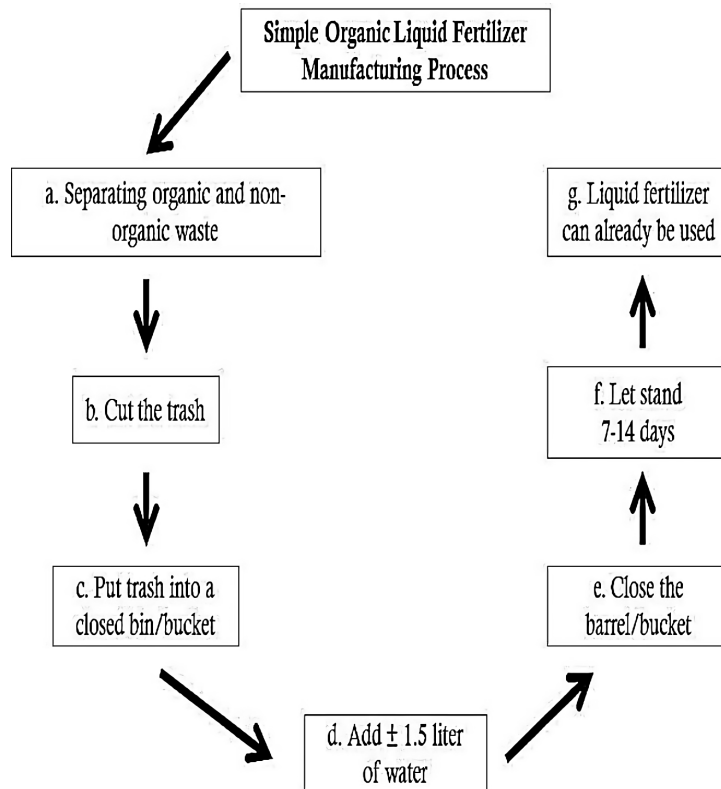 Simple Organic Liquid Fertilizer
Manufacturing Process
a. Separating organic and non-
organic waste
b. Cut the trash
c. Put trash into a
closed bin/bucket
d. Add ± 1.5 liter
of water
e. Close the
barrel/bucket
f. Let stand
7-14 days
g. Liquid fertilizer
can already be used